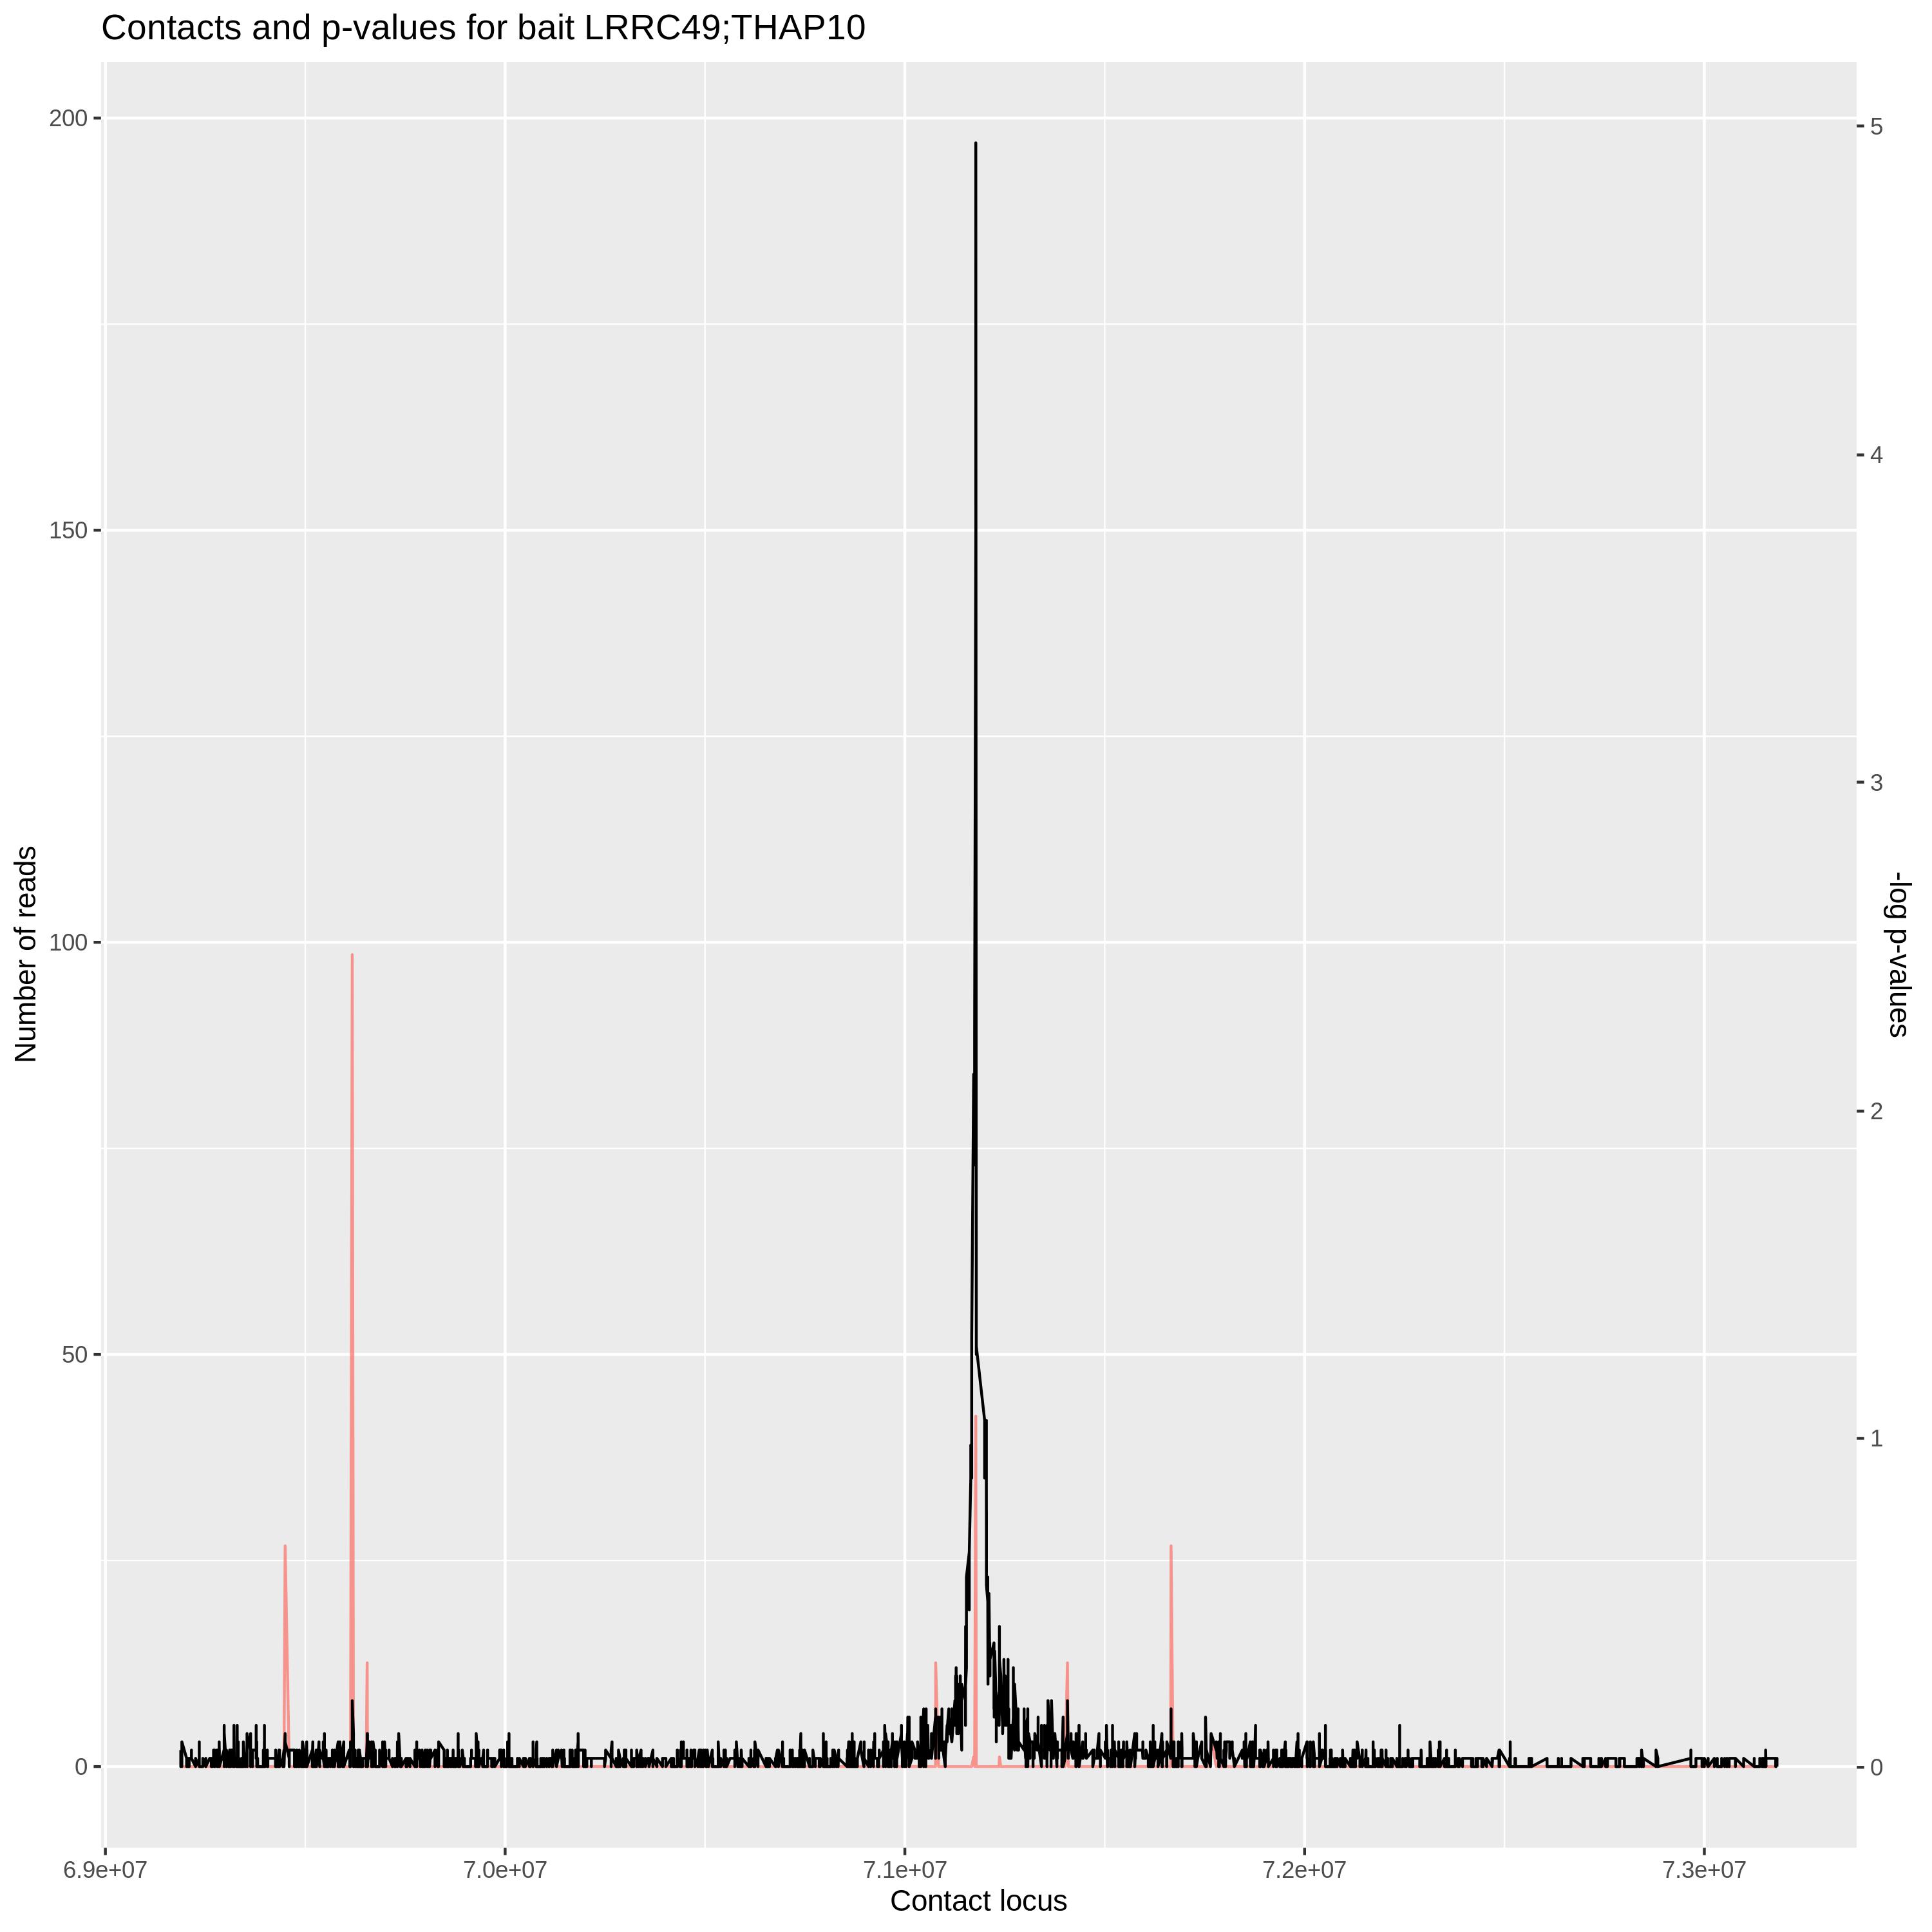 Contacts and p-values for bait LRRC49;THAP10
200
150
100
50
0
Number of reads
5
4
3
2
1
0
-log p-values
6.9e+07 7.0e+07 7.1e+07 7.2e+07 7.3e+07
Contact locus